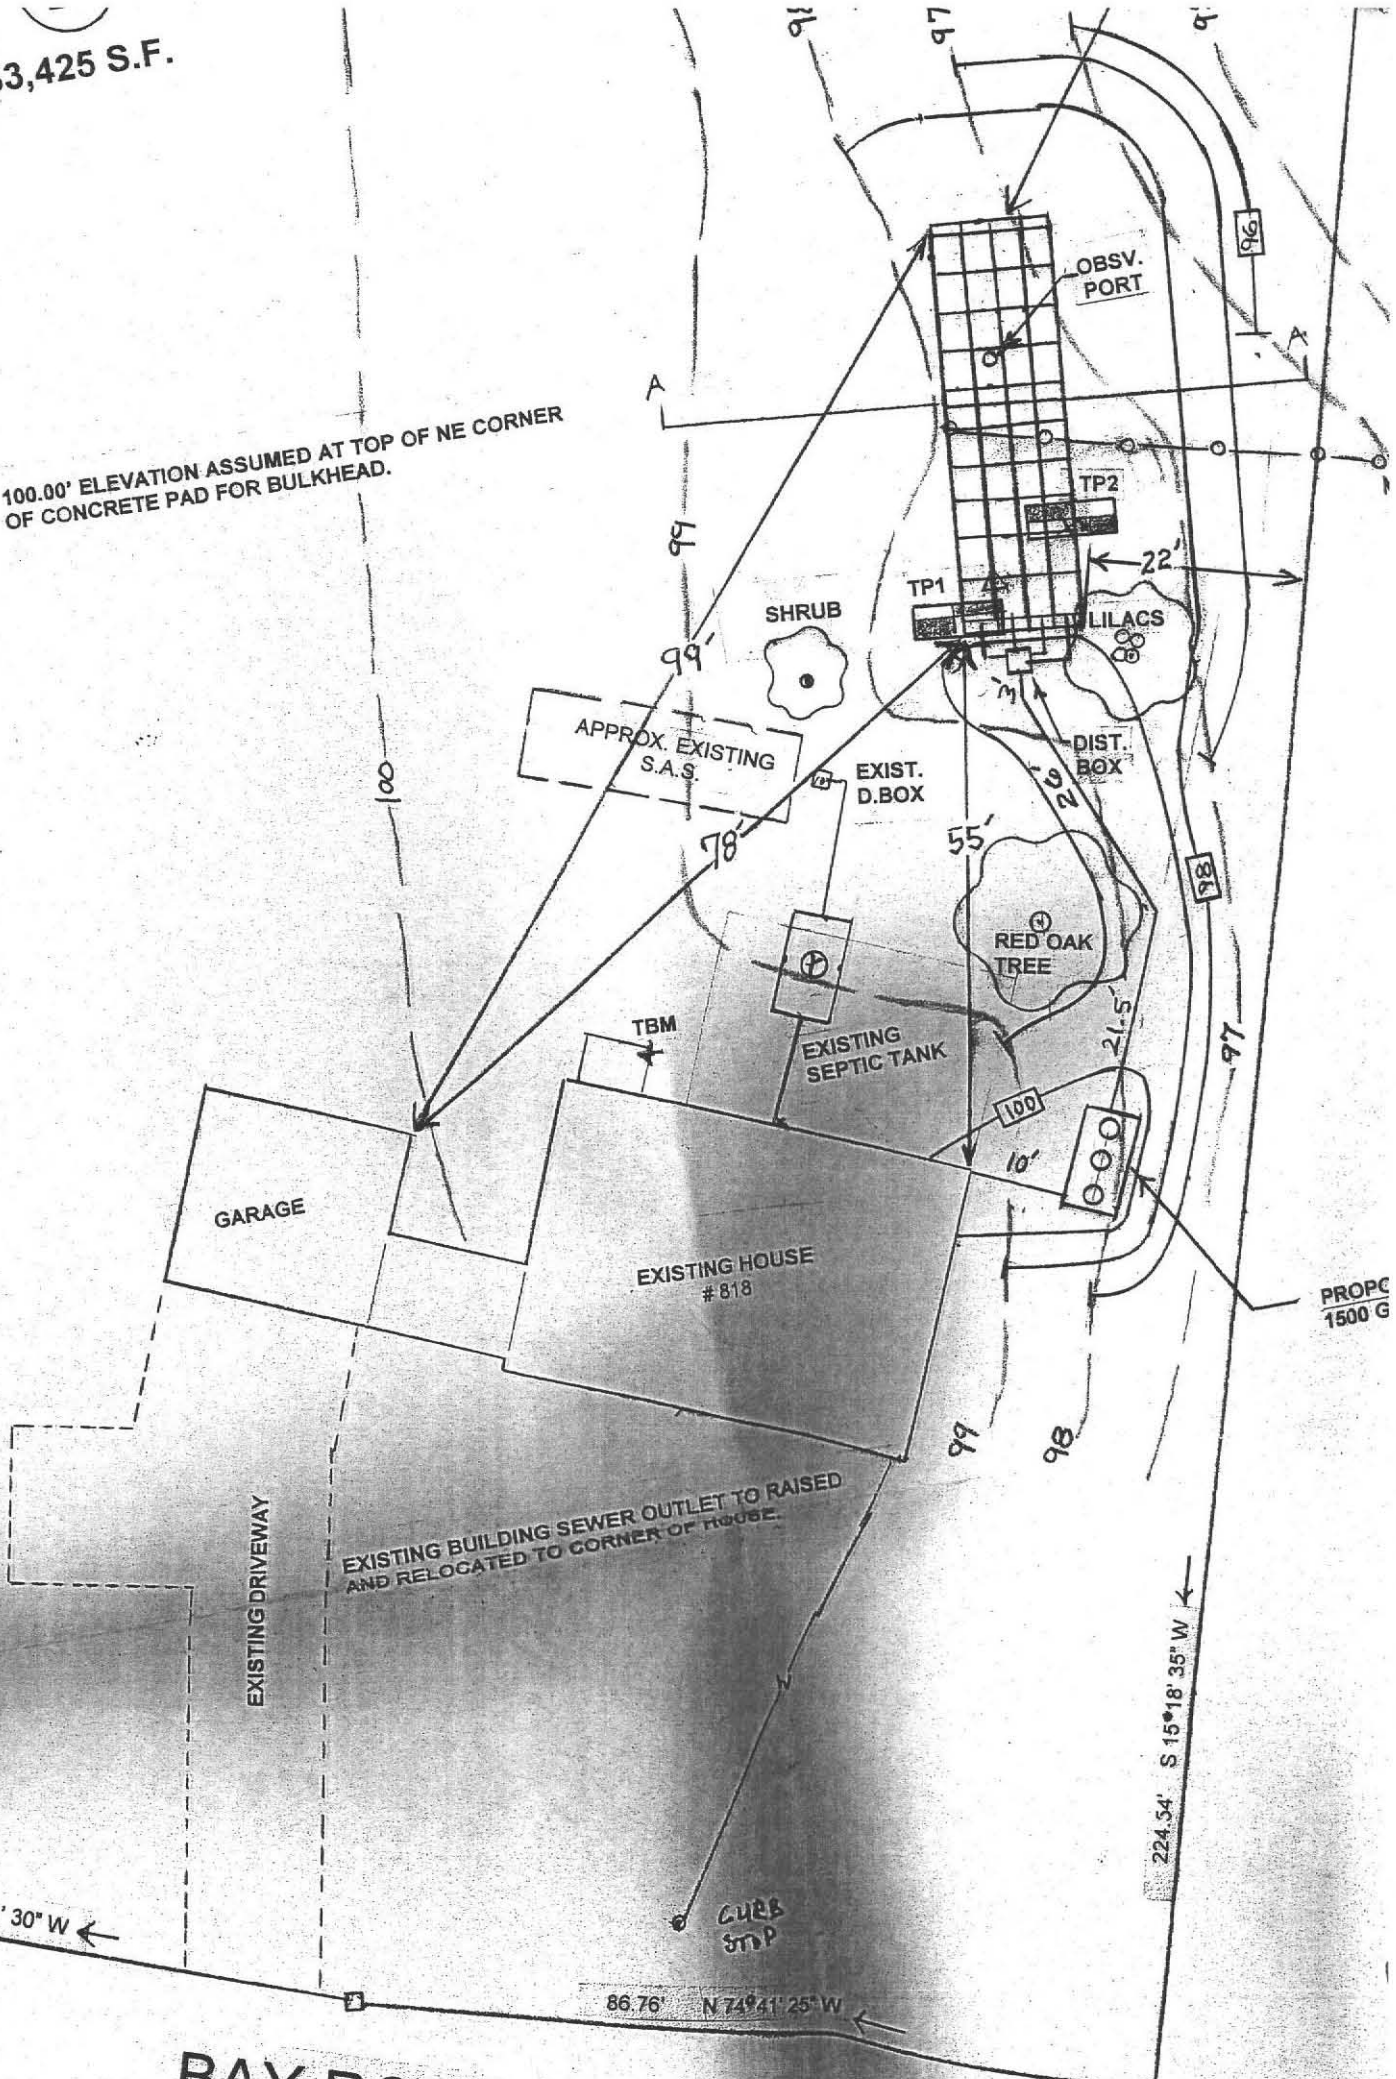 3,425 S.F.
97
96
OBSV.
PORT
A
A
100.00' ELEVATION ASSUMED AT TOP OF NE CORNER
OF CONCRETE PAD FOR BULKHEAD.
TP2
99
22'
TP1
SHRUB
LILACS
99'
3'
APPROX. EXISTING
S.A.S.
DIST.
BOX
EXIST.
D.BOX
100
26'
78'
55'
98
RED OAK
TREE
21.5'
TBM
EXISTING
SEPTIC TANK
97
100
10'
GARAGE
EXISTING HOUSE
# 818
PROPO
1500 G
99
98
EXISTING BUILDING SEWER OUTLET TO RAISED
AND RELOCATED TO CORNER OF HOUSE.
EXISTING DRIVEWAY
W
224.54' S 15°18'35" W
' 30" W
CURB
STOP
86.76' N 74°41'25" W
BAY